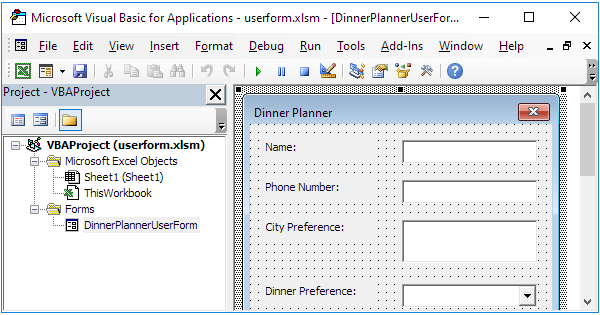 Microsoft Visual Basic for Applications - userform.xlsm - [DinnerPlannerUserFor...
File Edit View Insert Format Debug Run Tools Add-Ins Window Help
Project - VBAProject
VBAProject (userform.xlsm)
Microsoft Excel Objects
Sheet1 (Sheet1)
ThisWorkbook
Forms
DinnerPlannerUserForm
Dinner Planner
Name:
Phone Number:
City Preference:
Dinner Preference: